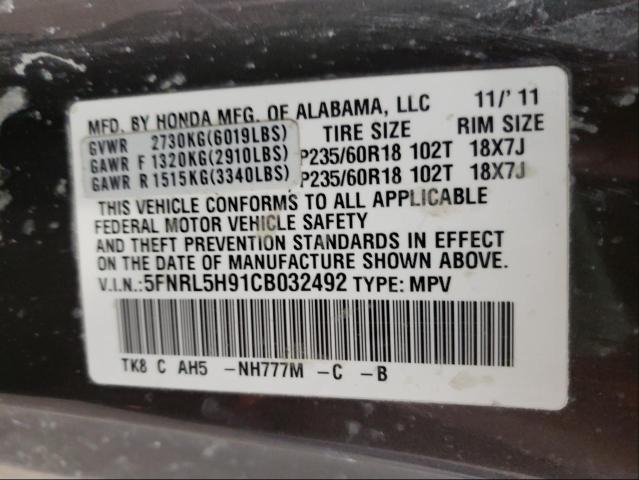 MFD. BY HONDA MFG. OF ALABAMA, LLC 11/'11
GVWR 2730KG(6019LBS) TIRE SIZE RIM SIZE
GAWR F 1320KG(2910LBS) P235/60R18 102T 18X7J
GAWR R 1515KG(3340LBS) P235/60R18 102T 18X7J
THIS VEHICLE CONFORMS TO ALL APPLICABLE
FEDERAL MOTOR VEHICLE SAFETY
AND THEFT PREVENTION STANDARDS IN EFFECT
ON THE DATE OF MANUFACTURE SHOWN ABOVE.
V.I.N.:5FNRL5H91CB032492 TYPE: MPV
TK8 C AH5 -NH777M -C -B